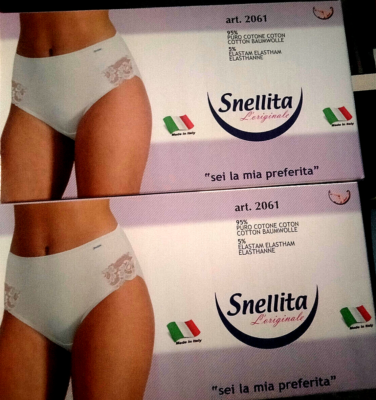 art. 2061
95%
PURO COTONE COTON
COTTON BAUMWOLLE
5%
ELASTAM ELASTHAM
ELASTHANNE
Snellita
L'originale
Made in Italy
Made in Italy
"sei la mia preferita"
art. 2061
95%
PURO COTONE COTON
COTTON BAUMWOLLE
5%
ELASTAM ELASTHAM
ELASTHANNE
Snellita
L'originale
Made in Italy
Made in Italy
"sei la mia preferita"